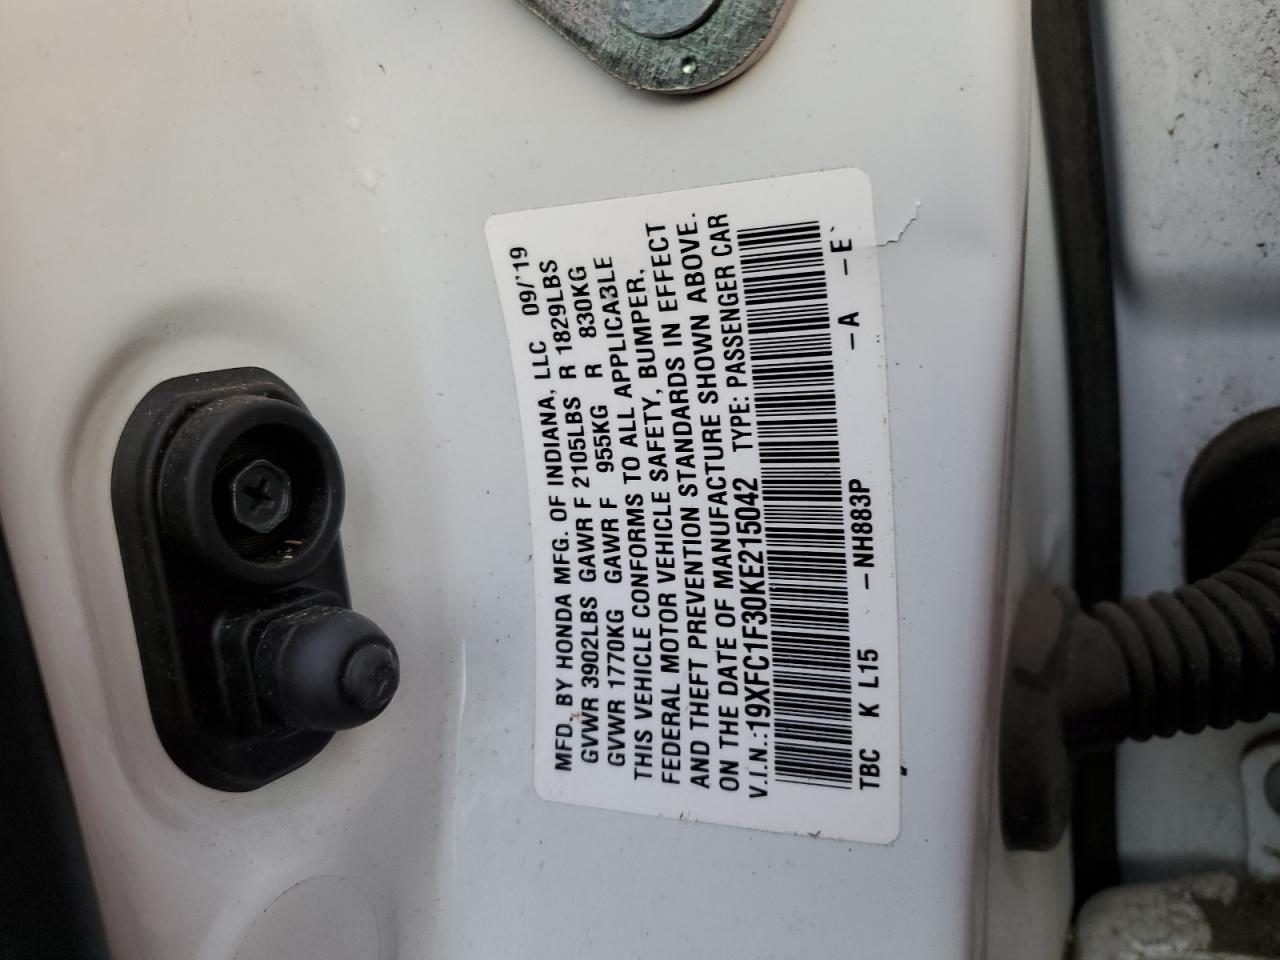 MFD. BY HONDA MFG. OF INDIANA, LLC 09/'19
GVWR 3902LBS GAWR F 2105LBS R 1829LBS
GVWR 1770KG GAWR F 955KG R 830KG
THIS VEHICLE CONFORMS TO ALL APPLICABLE
FEDERAL MOTOR VEHICLE SAFETY, BUMPER,
AND THEFT PREVENTION STANDARDS IN EFFECT
ON THE DATE OF MANUFACTURE SHOWN ABOVE.
V.I.N.:19XFC1F30KE215042 TYPE: PASSENGER CAR
TBC K L15 -NH883P -A -E